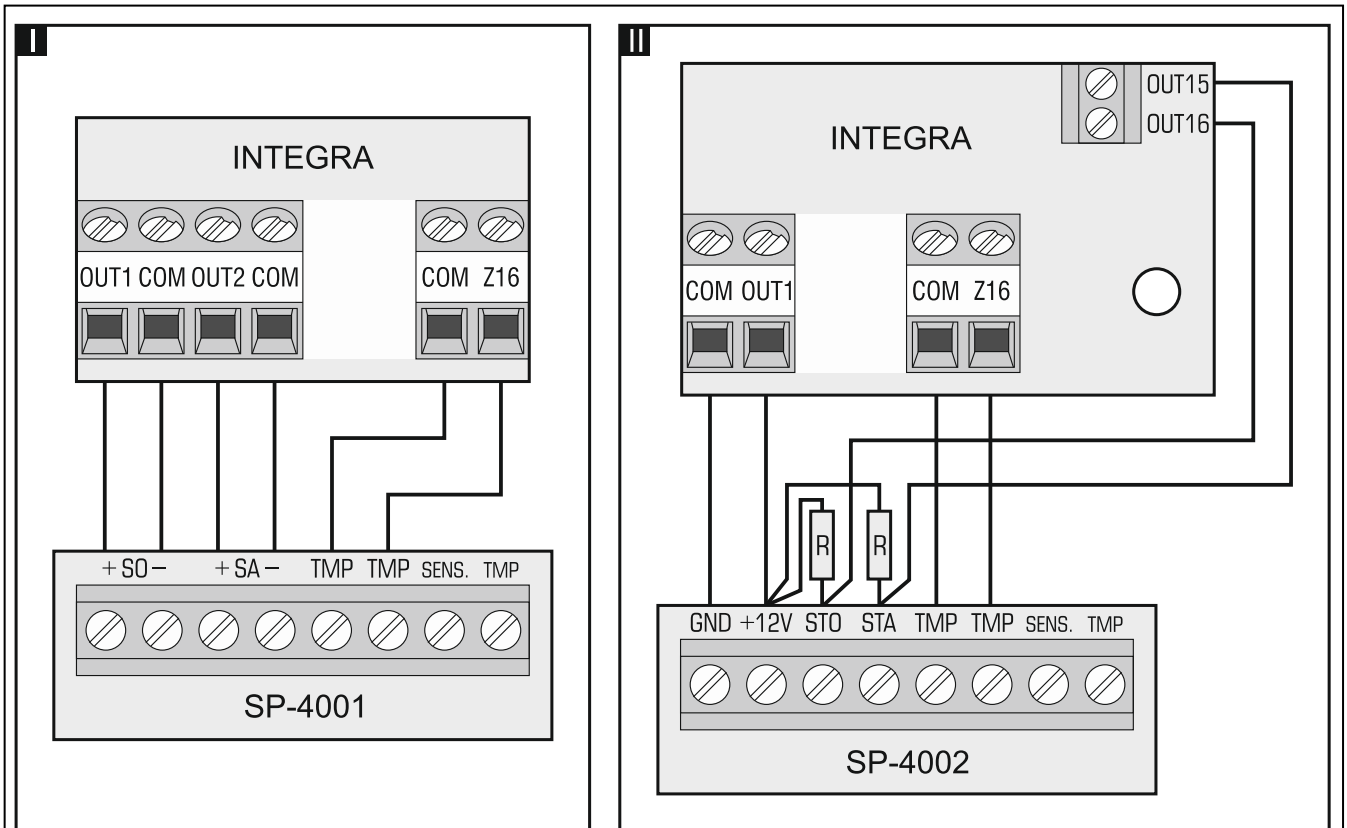 I
INTEGRA
OUT1 COM OUT2 COM COM Z16
+ SO − + SA − TMP TMP SENS. TMP
SP-4001
II
OUT15
OUT16
INTEGRA
COM OUT1 COM Z16
R R
GND +12V STO STA TMP TMP SENS. TMP
SP-4002